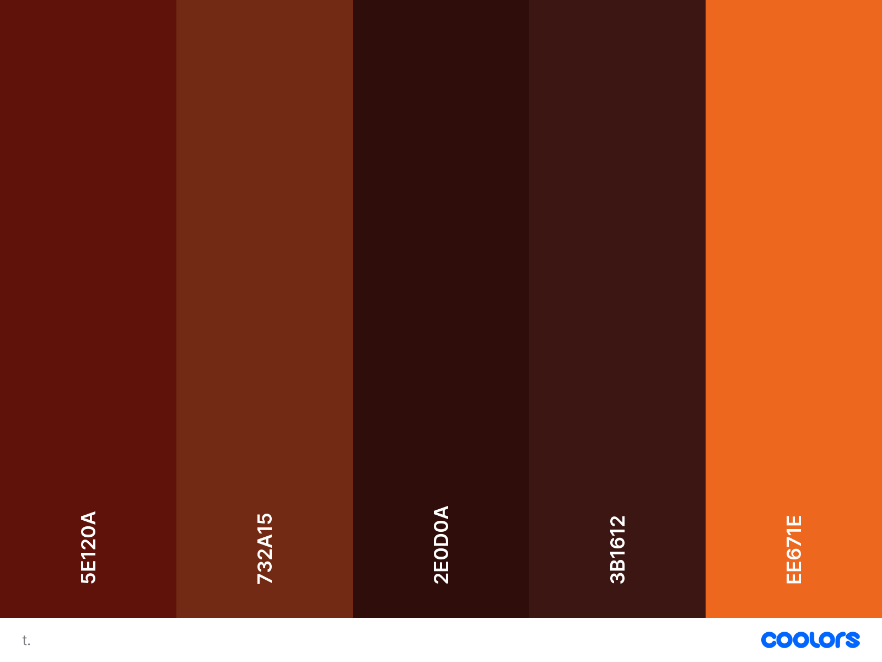 5E120A
732A15
2E0D0A
3B1612
EE671E
t.
coolors